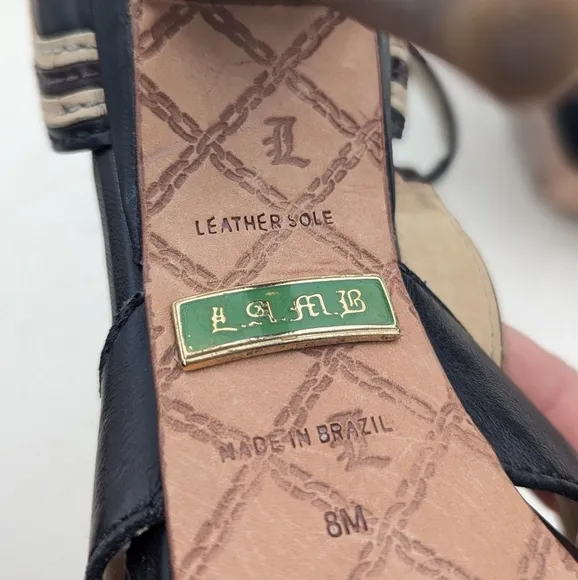 L
LEATHER SOLE
L.A.M.B
MADE IN BRAZIL
L
8M